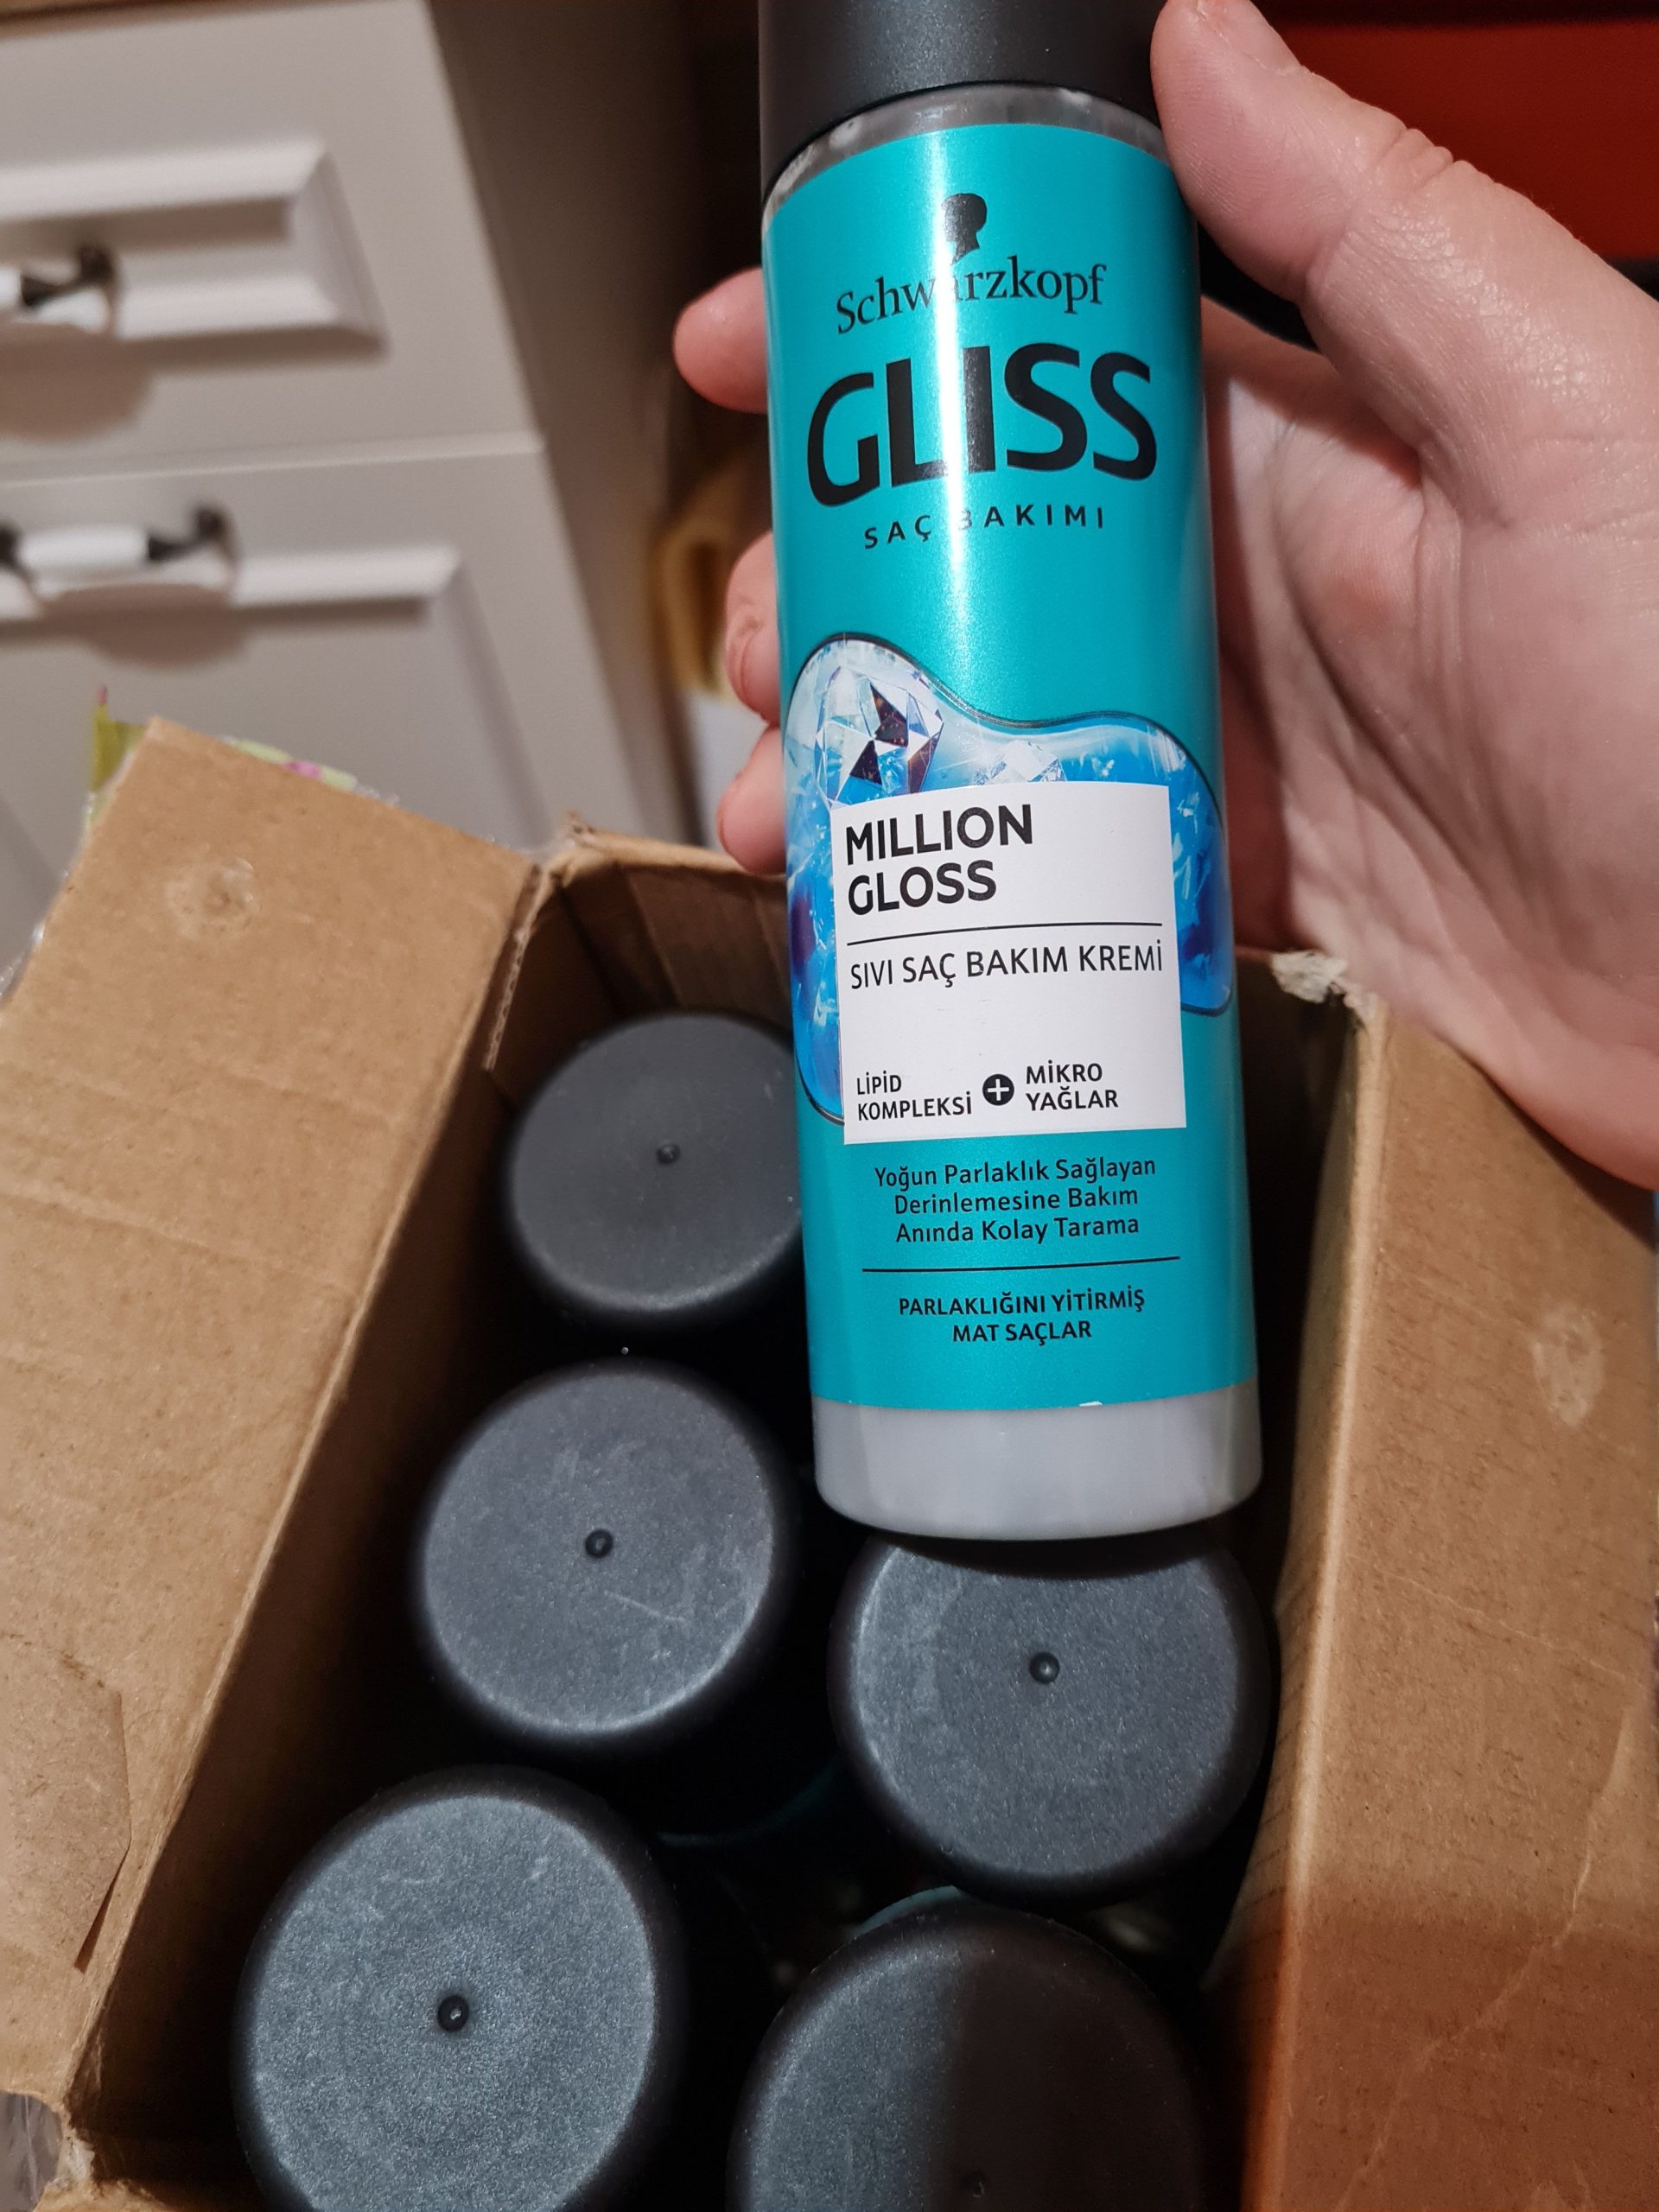 Schwarzkopf
GLISS
SAÇ BAKIMI
MILLION
GLOSS
SIVI SAÇ BAKIM KREMİ
LİPİD
KOMPLEKSİ + MİKRO
YAĞLAR
Yoğun Parlaklık Sağlayan
Derinlemesine Bakım
Anında Kolay Tarama
PARLAKLIĞINI YİTİRMİŞ
MAT SAÇLAR